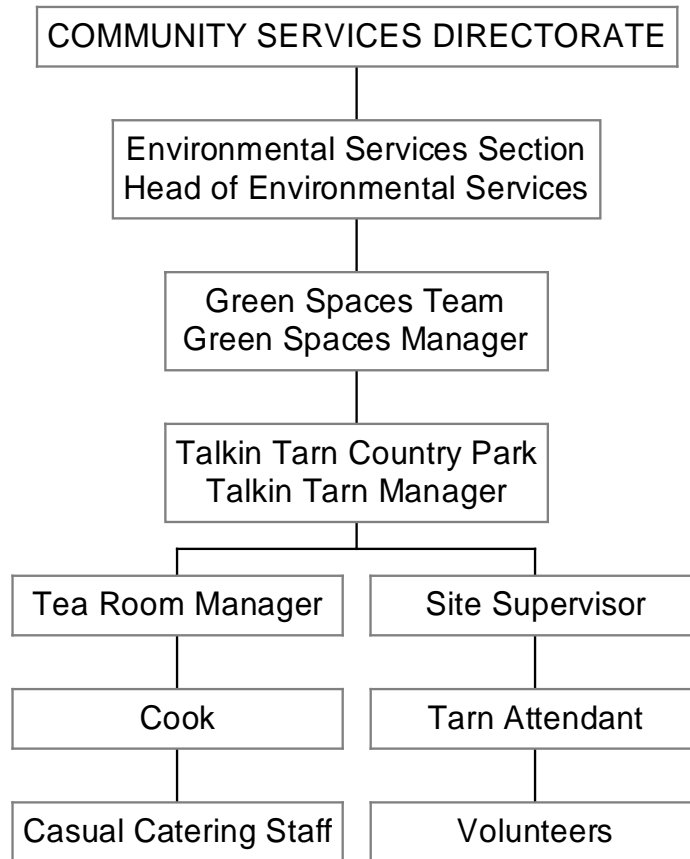 COMMUNITY SERVICES DIRECTORATE
Environmental Services Section
Head of Environmental Services
Green Spaces Team
Green Spaces Manager
Talkin Tarn Country Park
Talkin Tarn Manager
Tea Room Manager
Site Supervisor
Cook
Tarn Attendant
Casual Catering Staff
Volunteers